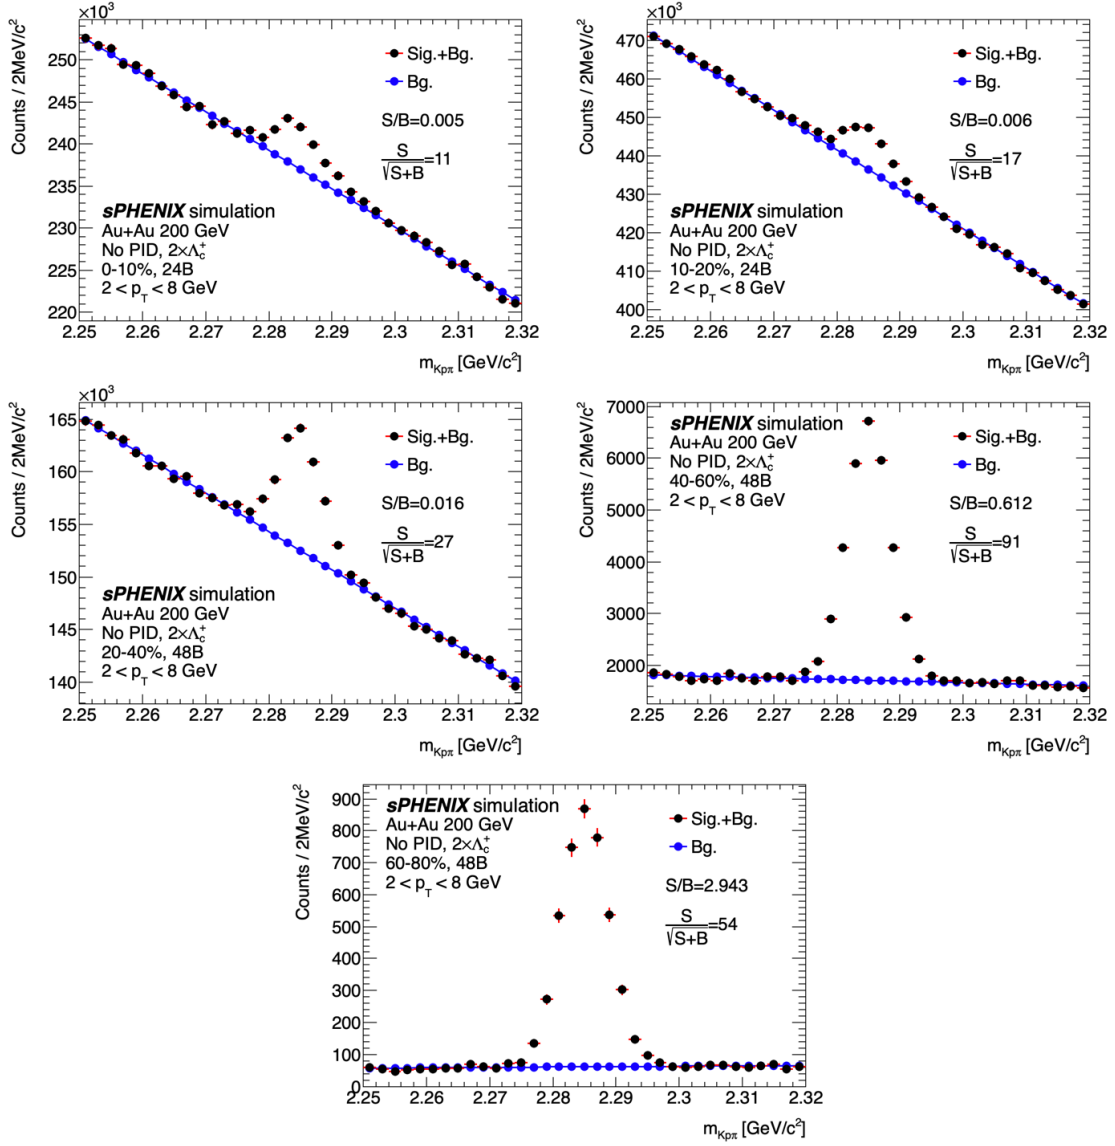 ×10³
Counts / 2MeV/c²
250
245
240
235
230
225
220
Sig.+Bg.
Bg.
S/B=0.005
S/√S+B=11
sPHENIX simulation
Au+Au 200 GeV
No PID, 2×Λc+
0-10%, 24B
2 < pT < 8 GeV
2.25 2.26 2.27 2.28 2.29 2.3 2.31 2.32
mKpπ [GeV/c²]
×10³
Counts / 2MeV/c²
470
460
450
440
430
420
410
400
Sig.+Bg.
Bg.
S/B=0.006
S/√S+B=17
sPHENIX simulation
Au+Au 200 GeV
No PID, 2×Λc+
10-20%, 24B
2 < pT < 8 GeV
2.25 2.26 2.27 2.28 2.29 2.3 2.31 2.32
mKpπ [GeV/c²]
×10³
Counts / 2MeV/c²
165
160
155
150
145
140
Sig.+Bg.
Bg.
S/B=0.016
S/√S+B=27
sPHENIX simulation
Au+Au 200 GeV
No PID, 2×Λc+
20-40%, 48B
2 < pT < 8 GeV
2.25 2.26 2.27 2.28 2.29 2.3 2.31 2.32
mKpπ [GeV/c²]
Counts / 2MeV/c²
7000
6000
5000
4000
3000
2000
sPHENIX simulation
Au+Au 200 GeV
No PID, 2×Λc+
40-60%, 48B
2 < pT < 8 GeV
Sig.+Bg.
Bg.
S/B=0.612
S/√S+B=91
2.25 2.26 2.27 2.28 2.29 2.3 2.31 2.32
mKpπ [GeV/c²]
Counts / 2MeV/c²
900
800
700
600
500
400
300
200
100
0
sPHENIX simulation
Au+Au 200 GeV
No PID, 2×Λc+
60-80%, 48B
2 < pT < 8 GeV
Sig.+Bg.
Bg.
S/B=2.943
S/√S+B=54
2.25 2.26 2.27 2.28 2.29 2.3 2.31 2.32
mKpπ [GeV/c²]